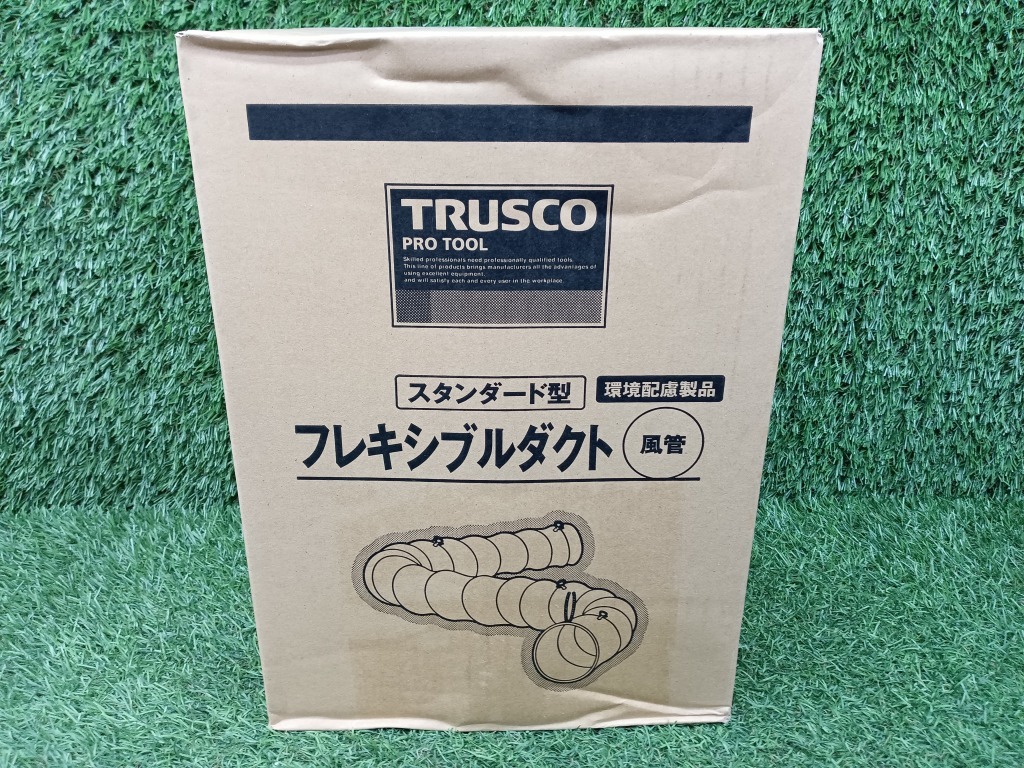 TRUSCO
PRO TOOL
Skilled professionals need professionally qualified tools.
This line of products brings manufacturers all the advantages of
using excellent equipment,
and will satisfy each and every user in the workplace.
スタンダード型 環境配慮製品
フレキシブルダクト 風管